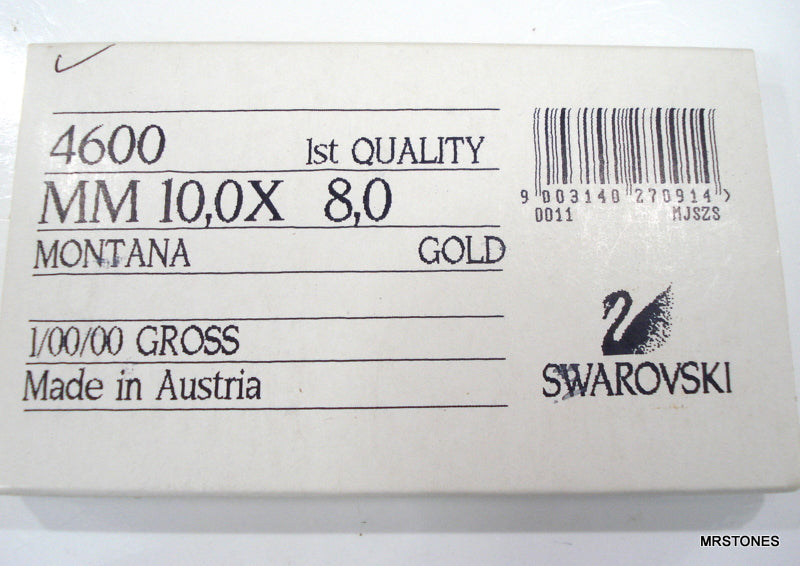 4600 1st QUALITY
MM 10,0X 8,0
MONTANA GOLD
1/00/00 GROSS
Made in Austria
9 003140 270914 >
0011 MJSZS
SWAROVSKI
MRSTONES